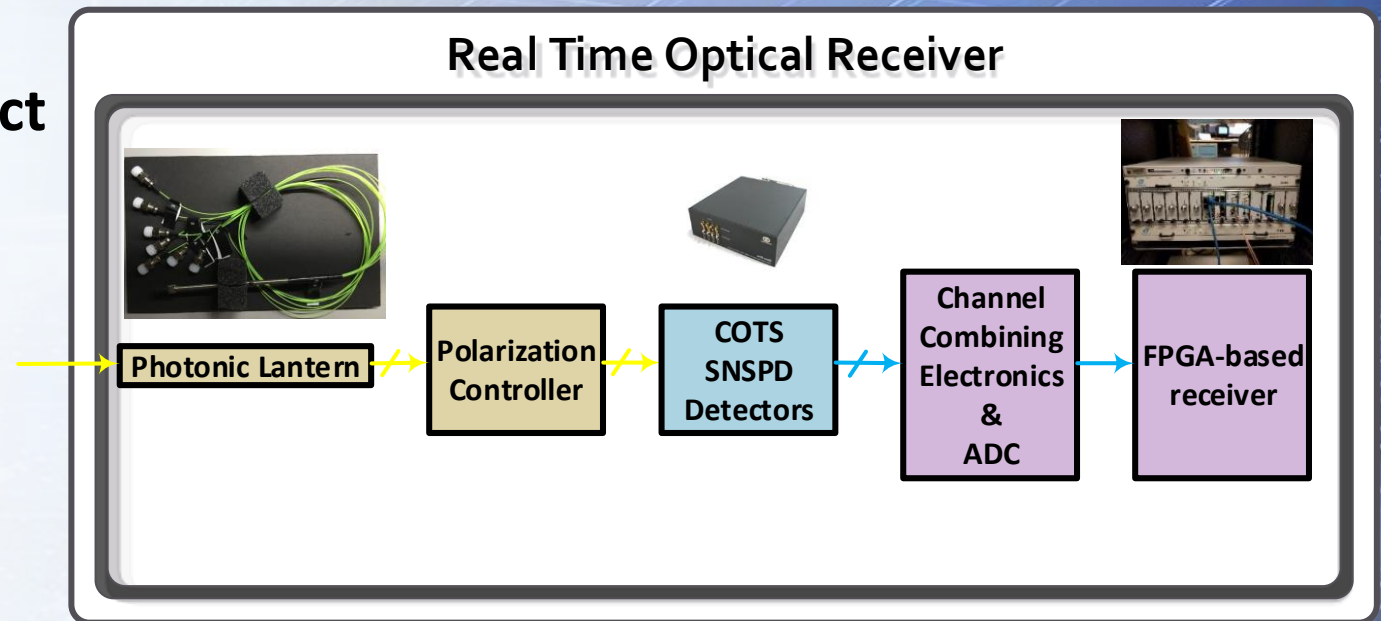 Real Time Optical Receiver
ct
Photonic Lantern
Polarization
Controller
COTS
SNSPD
Detectors
Channel
Combining
Electronics
&
ADC
FPGA-based
receiver